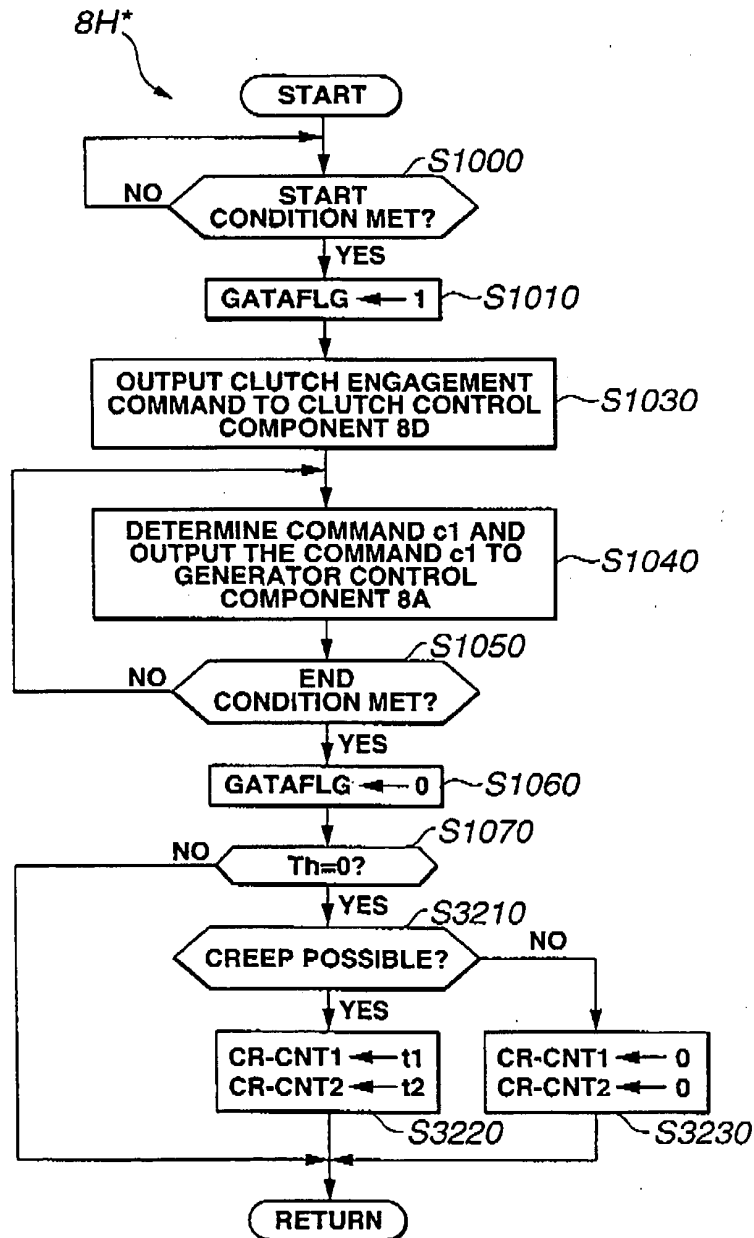 8H*
START
S1000
NO
START
CONDITION MET?
YES
GATAFLG ← 1
S1010
OUTPUT CLUTCH ENGAGEMENT
COMMAND TO CLUTCH CONTROL
COMPONENT 8D
S1030
DETERMINE COMMAND c1 AND
OUTPUT THE COMMAND c1 TO
GENERATOR CONTROL
COMPONENT 8A
S1040
S1050
NO
END
CONDITION MET?
YES
GATAFLG ← 0
S1060
S1070
NO
Th=0?
YES
S3210
CREEP POSSIBLE?
NO
YES
CR-CNT1 ← t1
CR-CNT2 ← t2
S3220
CR-CNT1 ← 0
CR-CNT2 ← 0
S3230
RETURN